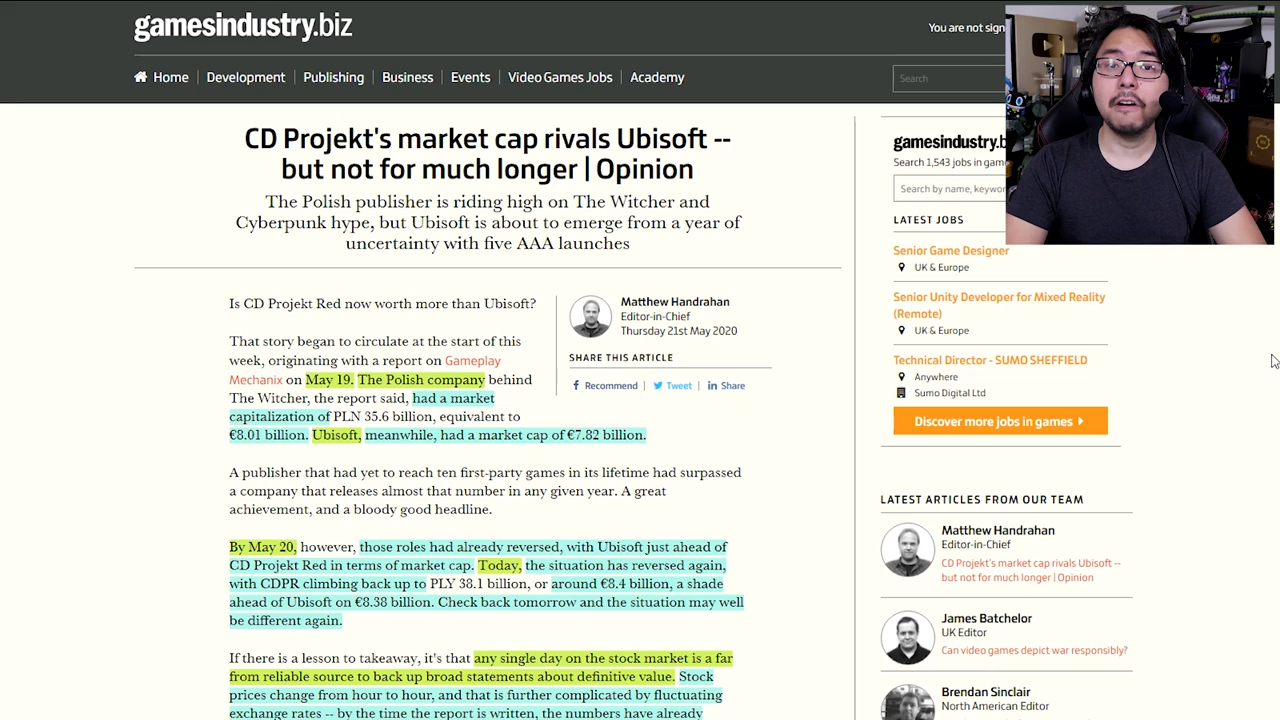 gamesindustry.biz
You are not sign
Home
Development
Publishing
Business
Events
Video Games Jobs
Academy
Search
CD Projekt's market cap rivals Ubisoft --
but not for much longer | Opinion
The Polish publisher is riding high on The Witcher and
Cyberpunk hype, but Ubisoft is about to emerge from a year of
uncertainty with five AAA launches
Is CD Projekt Red now worth more than Ubisoft?
That story began to circulate at the start of this
week, originating with a report on Gameplay
Mechanix on May 19. The Polish company behind
The Witcher, the report said, had a market
capitalization of PLN 35.6 billion, equivalent to
€8.01 billion. Ubisoft, meanwhile, had a market cap of €7.82 billion.
Matthew Handrahan
Editor-in-Chief
Thursday 21st May 2020
SHARE THIS ARTICLE
Recommend
Tweet
Share
A publisher that had yet to reach ten first-party games in its lifetime had surpassed
a company that releases almost that number in any given year. A great
achievement, and a bloody good headline.
By May 20, however, those roles had already reversed, with Ubisoft just ahead of
CD Projekt Red in terms of market cap. Today, the situation has reversed again,
with CDPR climbing back up to PLY 38.1 billion, or around €8.4 billion, a shade
ahead of Ubisoft on €8.38 billion. Check back tomorrow and the situation may well
be different again.
If there is a lesson to takeaway, it's that any single day on the stock market is a far
from reliable source to back up broad statements about definitive value. Stock
prices change from hour to hour, and that is further complicated by fluctuating
exchange rates -- by the time the report is written, the numbers have already
gamesindustry.b
Search 1,543 jobs in gam
Search by name, keywor
LATEST JOBS
Senior Game Designer
UK & Europe
Senior Unity Developer for Mixed Reality
(Remote)
UK & Europe
Technical Director - SUMO SHEFFIELD
Anywhere
Sumo Digital Ltd
Discover more jobs in games
LATEST ARTICLES FROM OUR TEAM
Matthew Handrahan
Editor-in-Chief
CD Projekt's market cap rivals Ubisoft --
but not for much longer | Opinion
James Batchelor
UK Editor
Can video games depict war responsibly?
Brendan Sinclair
North American Editor